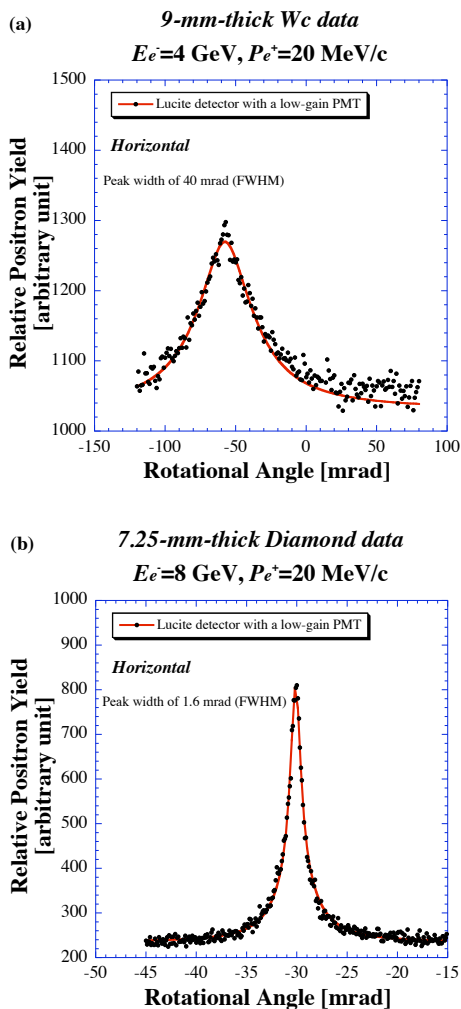 (a)
9-mm-thick Wc data
Ee-=4 GeV, Pe+=20 MeV/c
1500
Lucite detector with a low-gain PMT
Horizontal
1400
Peak width of 40 mrad (FWHM)
1300
1200
1100
1000
Relative Positron Yield
[arbitrary unit]
-150 -100 -50 0 50 100
Rotational Angle [mrad]
(b)
7.25-mm-thick Diamond data
Ee-=8 GeV, Pe+=20 MeV/c
1000
Lucite detector with a low-gain PMT
900
Horizontal
800
Peak width of 1.6 mrad (FWHM)
700
600
500
400
300
200
Relative Positron Yield
[arbitrary unit]
-50 -45 -40 -35 -30 -25 -20 -15
Rotational Angle [mrad]